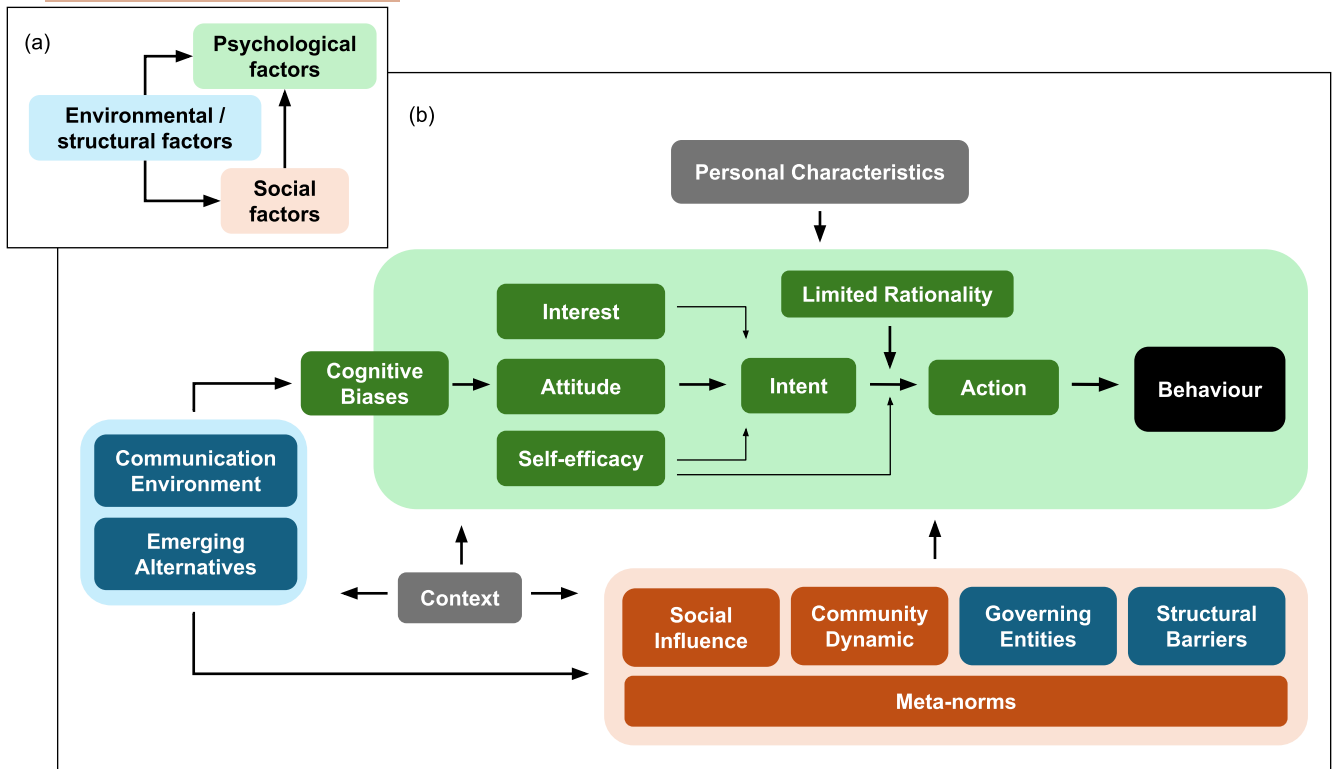 (a)
Psychological
factors
Environmental /
structural factors
Social
factors
(b)
Personal Characteristics
Limited Rationality
Interest
Cognitive
Biases
Attitude
Intent
Action
Behaviour
Self-efficacy
Communication
Environment
Emerging
Alternatives
Context
Social
Influence
Community
Dynamic
Governing
Entities
Structural
Barriers
Meta-norms